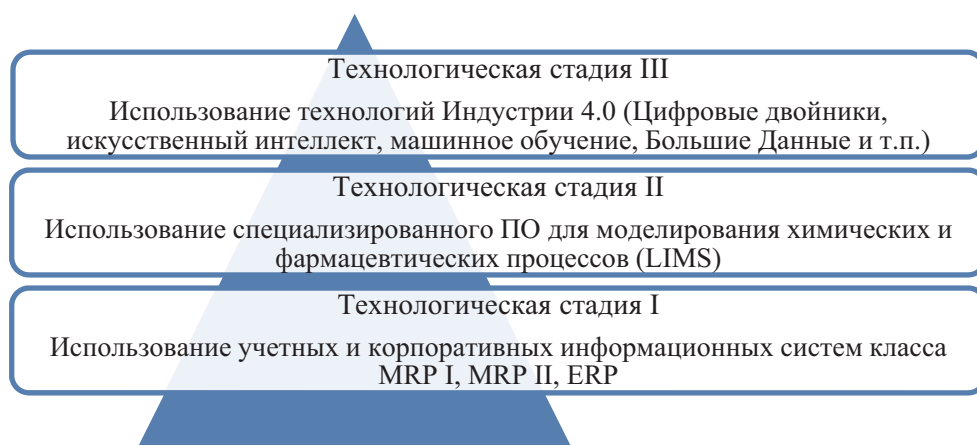 Технологическая стадия III
Использование технологий Индустрии 4.0 (Цифровые двойники,
искусственный интеллект, машинное обучение, Большие Данные и т.п.)
Технологическая стадия II
Использование специализированного ПО для моделирования химических и
фармацевтических процессов (LIMS)
Технологическая стадия I
Использование учетных и корпоративных информационных систем класса
MRP I, MRP II, ERP